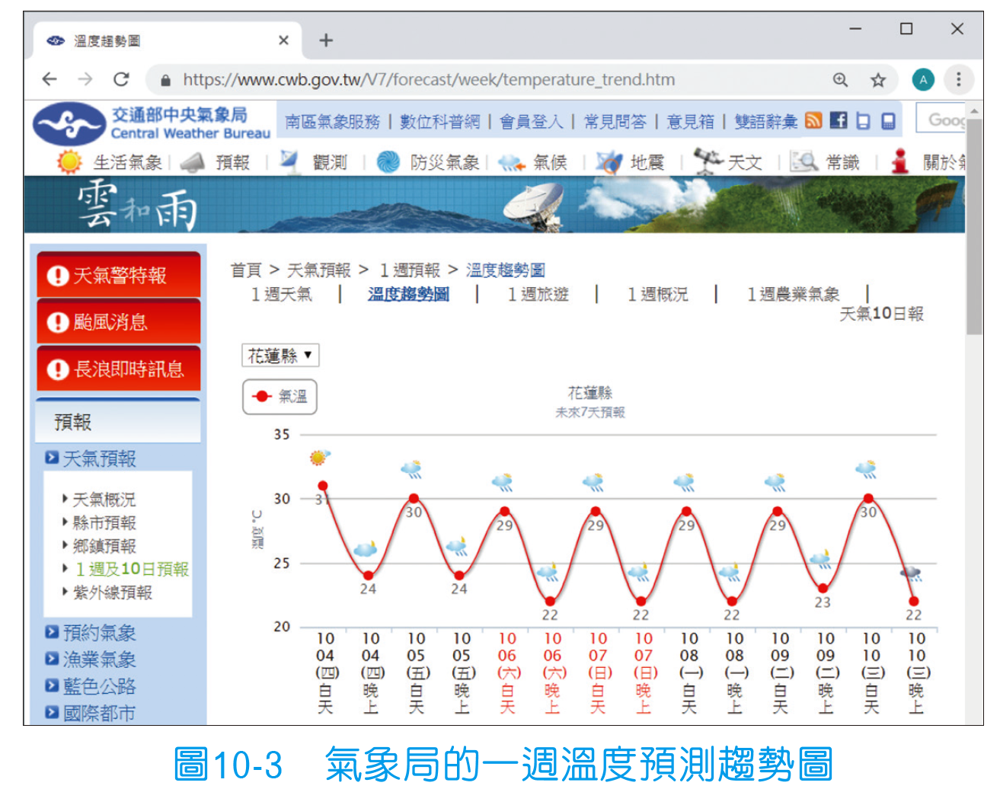 溫度趨勢圖
https://www.cwb.gov.tw/V7/forecast/week/temperature_trend.htm
A
交通部中央氣象局
Central Weather Bureau
南區氣象服務 | 數位科普網 | 會員登入 | 常見問答 | 意見箱 | 雙語辭彙
Goog
生活氣象 | 預報 | 觀測 | 防災氣象 | 氣候 | 地震 | 天文 | 常識 | 關於氣
雲和雨
天氣警特報
颱風消息
長浪即時訊息
預報
天氣預報
天氣概況
縣市預報
鄉鎮預報
1週及10日預報
紫外線預報
預約氣象
漁業氣象
藍色公路
國際都市
首頁 > 天氣預報 > 1週預報 > 溫度趨勢圖
1週天氣 | 溫度趨勢圖 | 1週旅遊 | 1週概況 | 1週農業氣象 |
天氣10日報
花蓮縣
氣溫
花蓮縣
未來7天預報
溫度 °C
35
30
25
20
31 24 30 24 29 22 29 22 29 22 29 23 30 22
10 10 10 10 10 10 10 10 10 10 10 10 10 10
04 04 05 05 06 06 07 07 08 08 09 09 10 10
(四) (四) (五) (五) (六) (六) (日) (日) (一) (一) (二) (二) (三) (三)
白 晚 白 晚 白 晚 白 晚 白 晚 白 晚 白 晚
天 上 天 上 天 上 天 上 天 上 天 上 天 上
圖10-3 氣象局的一週溫度預測趨勢圖